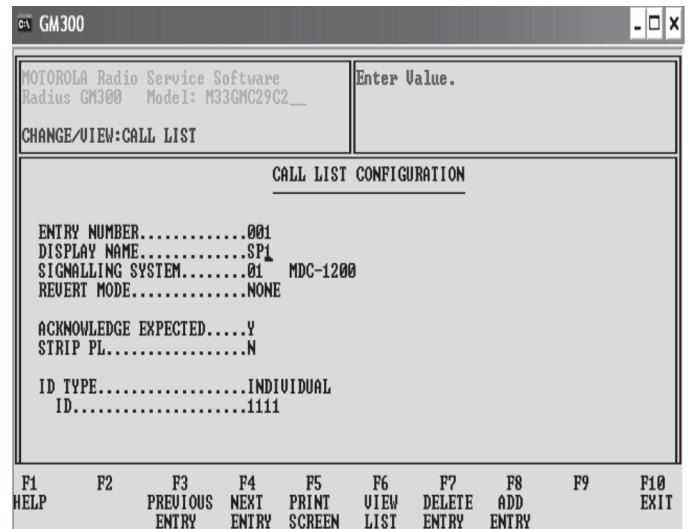 GM300
MOTOROLA Radio Service Software
Radius GM300 Model: M33GMC29C2__
CHANGE/VIEW:CALL LIST
Enter Value.
CALL LIST CONFIGURATION
ENTRY NUMBER.............001
DISPLAY NAME.............SP1
SIGNALLING SYSTEM........01 MDC-1200
REVERT MODE..............NONE
ACKNOWLEDGE EXPECTED.....Y
STRIP PL.................N
ID TYPE..................INDIVIDUAL
ID.....................1111
F1 F2 F3 F4 F5 F6 F7 F8 F9 F10
HELP PREVIOUS NEXT PRINT VIEW DELETE ADD EXIT
ENTRY ENTRY SCREEN LIST ENTRY ENTRY